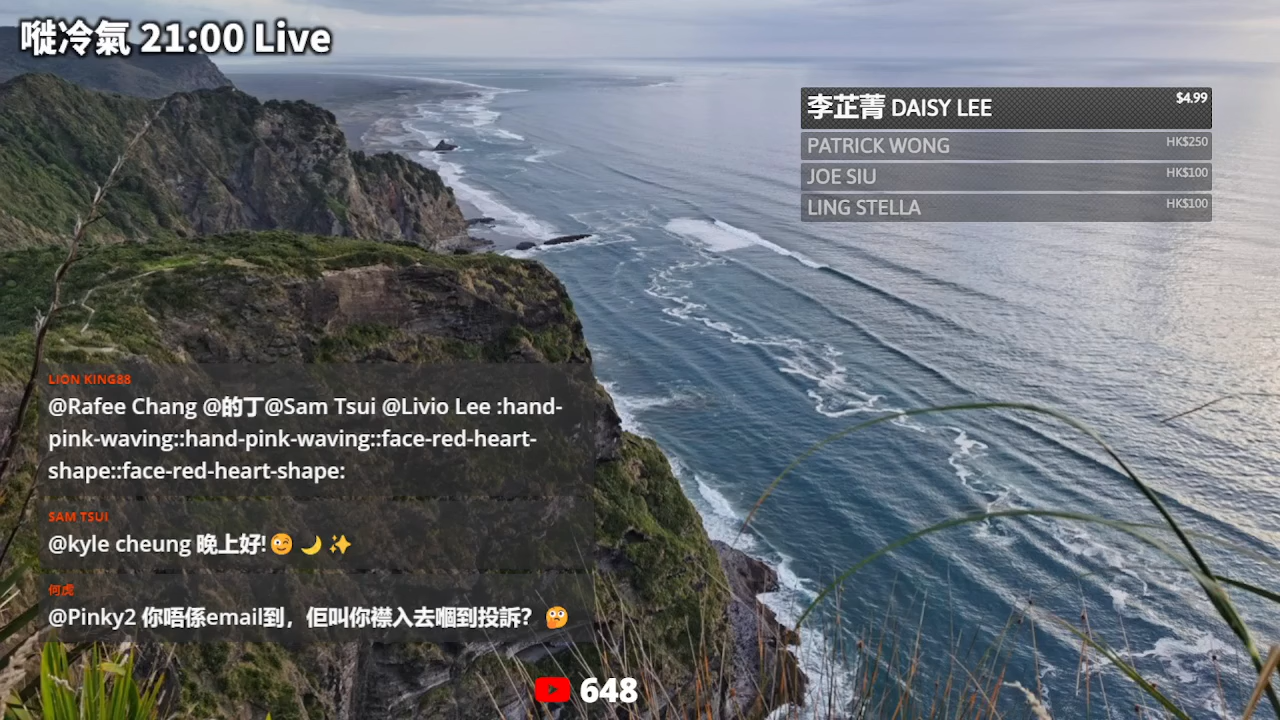 嘥冷氣 21:00 Live
李芷菁 DAISY LEE $4.99
PATRICK WONG HK$250
JOE SIU HK$100
LING STELLA HK$100
LION KING88
@Rafee Chang @的丁@Sam Tsui @Livio Lee :hand-
pink-waving::hand-pink-waving::face-red-heart-
shape::face-red-heart-shape:
SAM TSUI
@kyle cheung 晚上好!😉🌙✨
何虎
@Pinky2 你唔係email到，佢叫你襟入去嗰到投訴？🤔
648